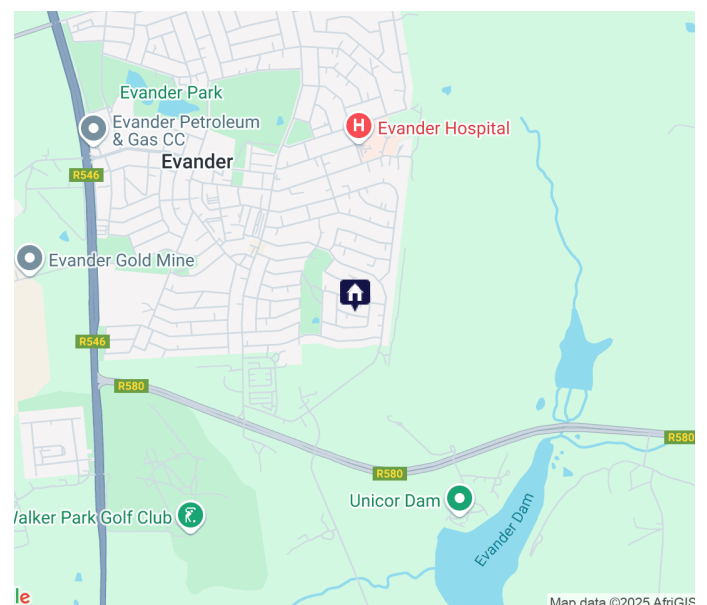 Evander Park
Evander Petroleum
& Gas CC
H
Evander Hospital
Evander
R546
Evander Gold Mine
R546
R580
R580
R580
Unicor Dam
Walker Park Golf Club
Evander Dam
le
Map data ©2025 AfriGIS